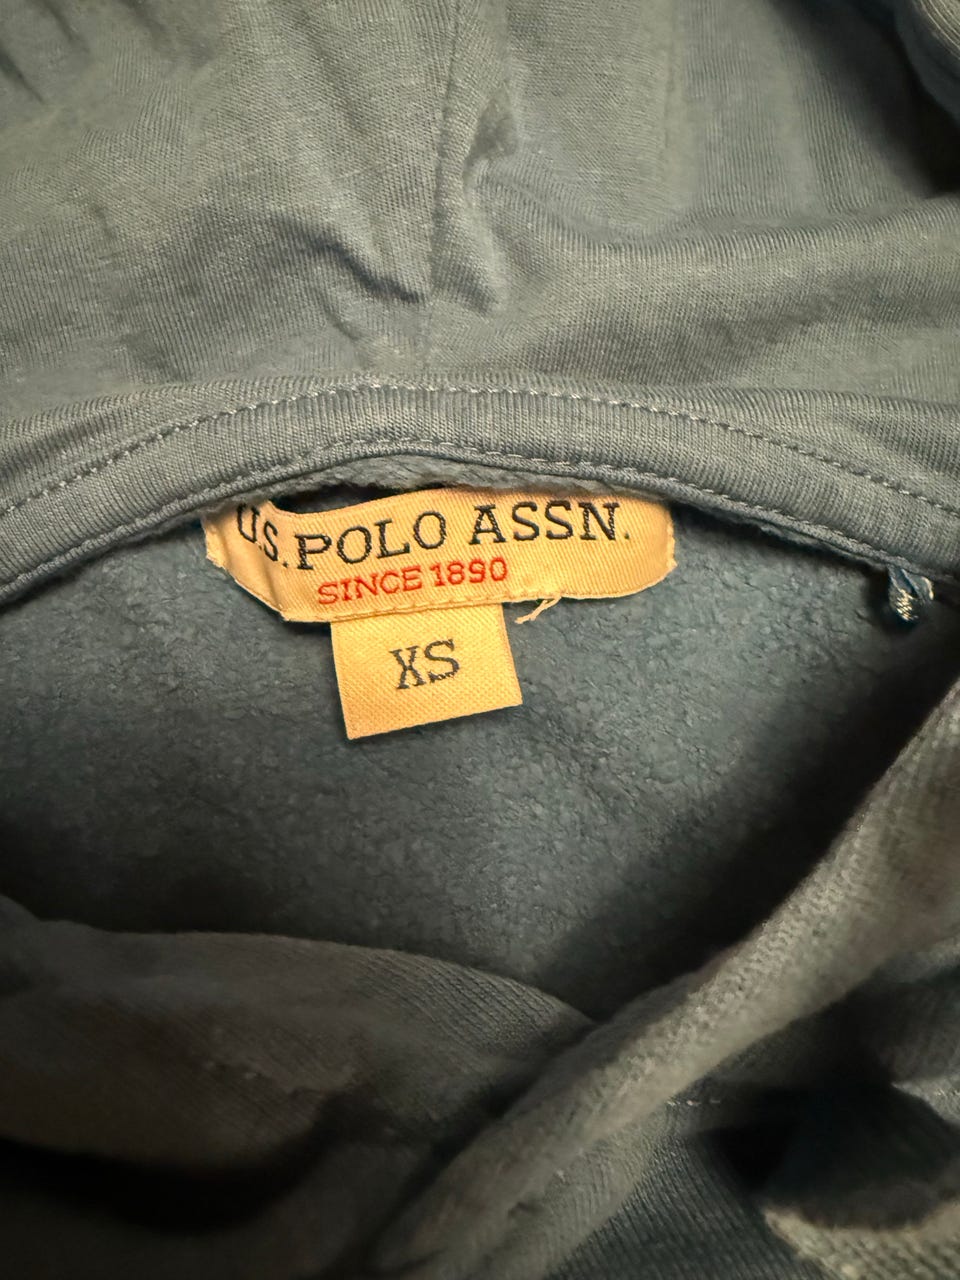 U.S. POLO ASSN.
SINCE 1890
XS